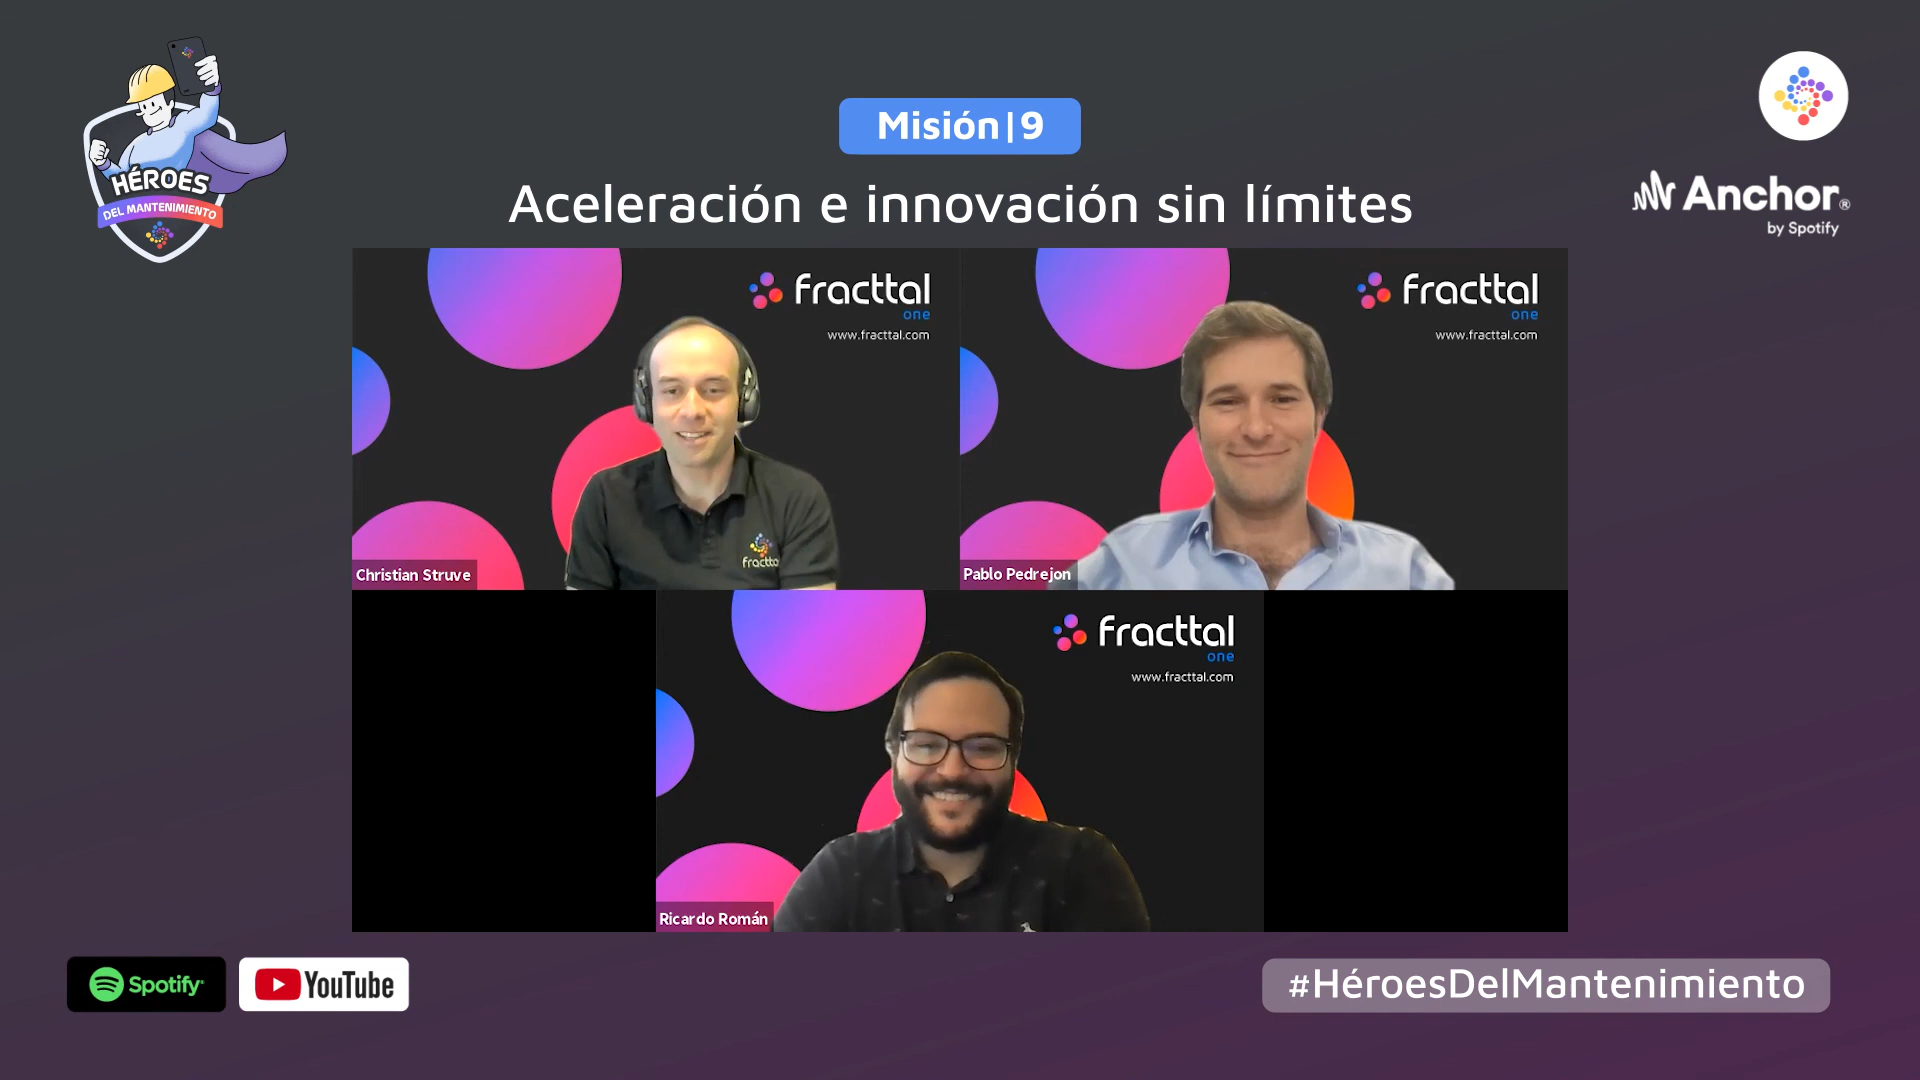 HÉROES
DEL MANTENIMIENTO
Misión|9
Aceleración e innovación sin límites
Anchor®
by Spotify
fracttal
one
www.fracttal.com
fracttal
one
www.fracttal.com
fractta
Christian Struve
Pablo Pedrejon
fracttal
one
www.fracttal.com
Ricardo Román
Spotify
YouTube
#HéroesDelMantenimiento